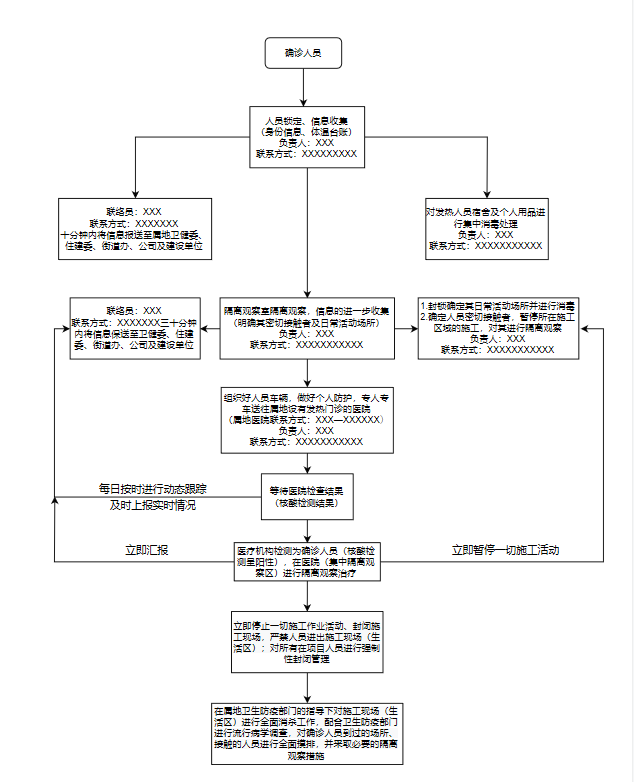 确诊人员
人员锁定、信息收集
（身份信息、体温台账）
负责人：XXX
联系方式：XXXXXXXXX
联络员：XXX
联系方式：XXXXXXX
十分钟内将信息报送至属地卫健委、
住建委、街道办、公司及建设单位
对发热人员宿舍及个人用品进
行集中消毒处理
负责人：XXX
联系方式：XXXXXXXXXXX
联络员：XXX
联系方式：XXXXXXX三十分
钟内将信息保送至卫健委、住建
委、街道办、公司及建设单位
隔离观察室隔离观察，信息的进一步收集
（明确其密切接触者及日常活动场所）
负责人：XXX
联系方式：XXXXXXXXXXX
1.封锁确定其日常活动场所并进行消毒
2.确定人员密切接触者，暂停所在施工
区域的施工，对其进行隔离观察
负责人：XXX
联系方式：XXXXXXXXXXX
组织好人员车辆，做好个人防护，专人专
车送往属地设有发热门诊的医院
（属地医院联系方式：XXX—XXXXXX）
负责人：XXX
联系方式：XXXXXXXXXXX
每日按时进行动态跟踪
及时上报实时情况
等待医院检查结果
（核酸检测结果）
立即汇报
医疗机构检测为确诊人员（核酸检
测呈阳性），在医院（集中隔离观
察区）进行隔离观察治疗
立即暂停一切施工活动
立即停止一切施工作业活动、封闭施
工现场，严禁人员进出施工现场（生
活区）；对所有在项目人员进行强制
性封闭管理
在属地卫生防疫部门的指导下对施工现场（生
活区）进行全面消杀工作，配合卫生防疫部门
进行流行病学调查，对确诊人员到过的场所、
接触的人员进行全面摸排，并采取必要的隔离
观察措施